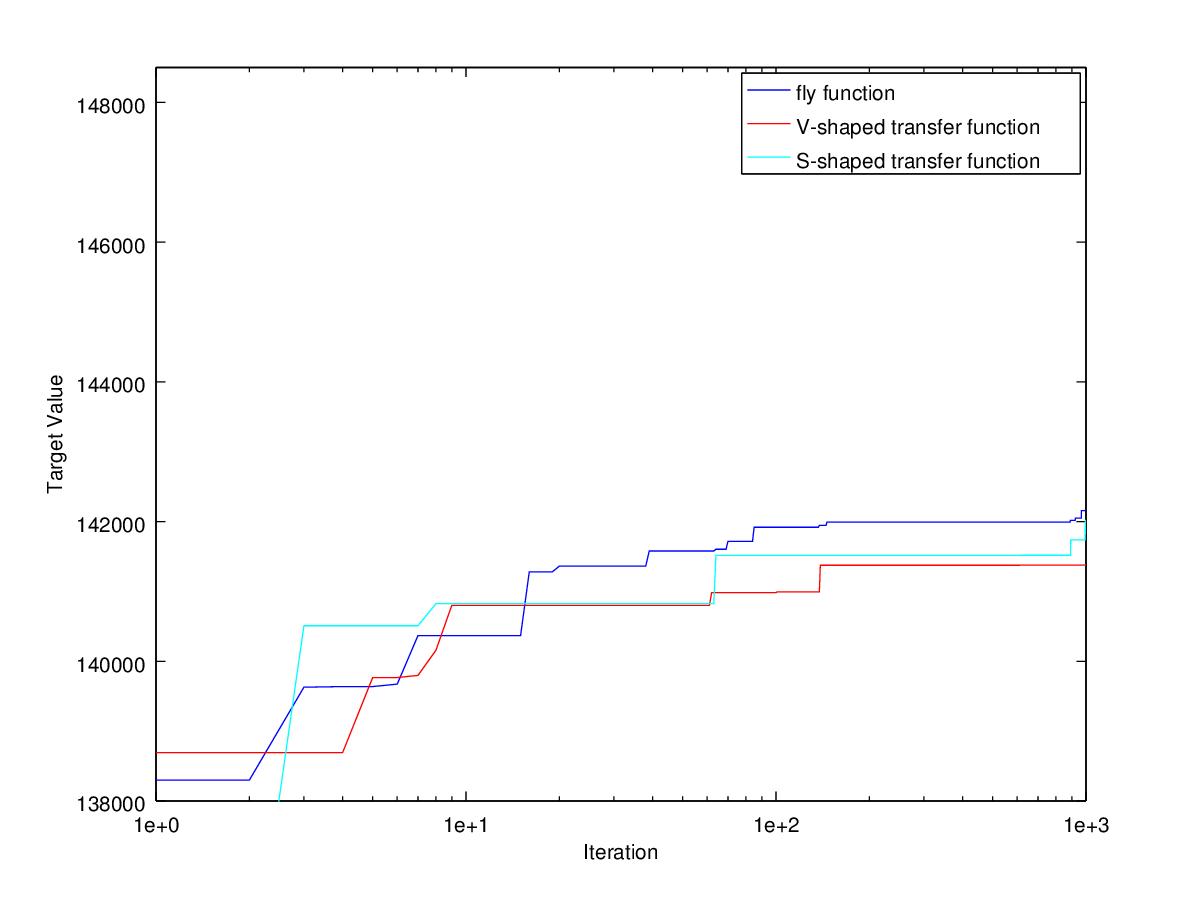 fly function
V-shaped transfer function
S-shaped transfer function
148000
146000
144000
142000
140000
138000
Target Value
1e+0 1e+1 1e+2 1e+3
Iteration